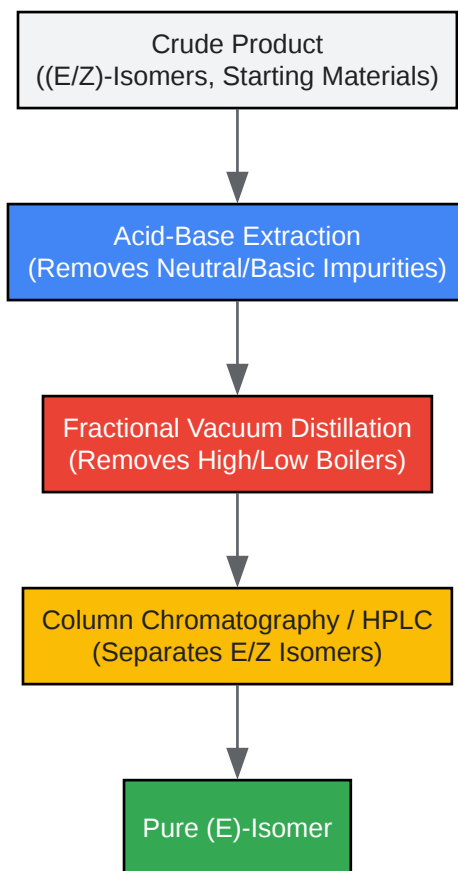 Crude Product
((E/Z)-Isomers, Starting Materials)
Acid-Base Extraction
(Removes Neutral/Basic Impurities)
Fractional Vacuum Distillation
(Removes High/Low Boilers)
Column Chromatography / HPLC
(Separates E/Z Isomers)
Pure (E)-Isomer